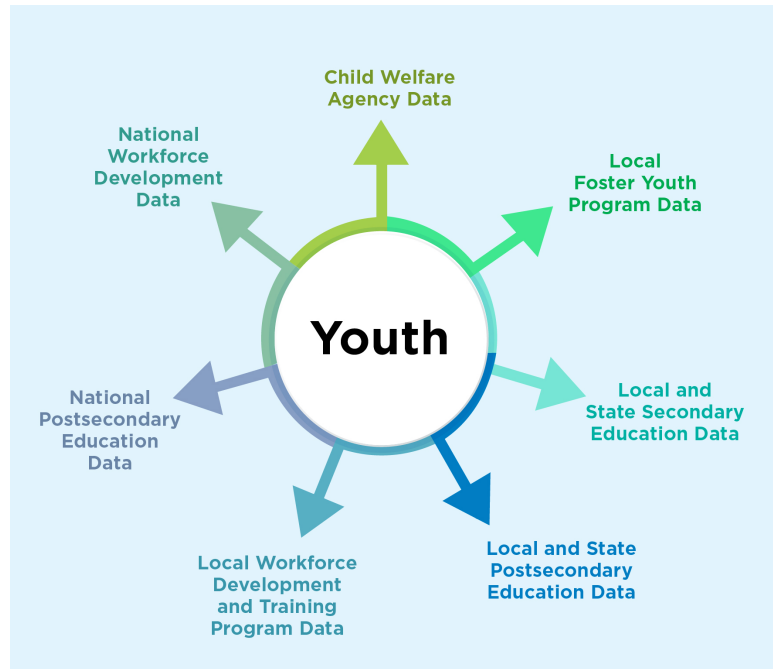 Child Welfare
Agency Data
Local
Foster Youth
Program Data
Local and
State Secondary
Education Data
Local and State
Postsecondary
Education Data
Local Workforce
Development
and Training
Program Data
National
Postsecondary
Education
Data
National
Workforce
Development
Data
Youth